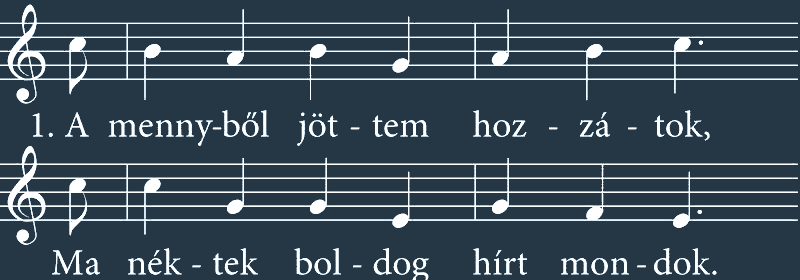 1. A menny-ből jöt - tem hoz - zá - tok,
Ma nék - tek bol - dog hírt mon - dok.